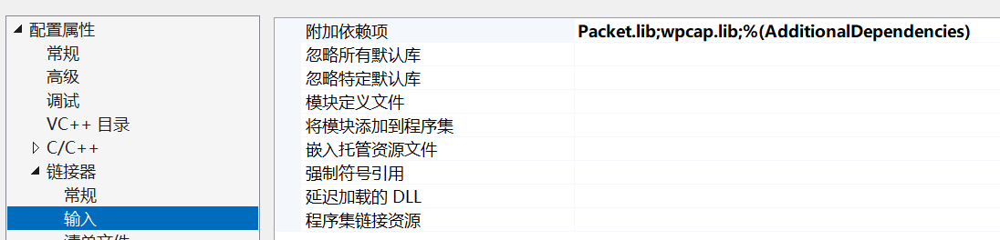 配置属性
常规
高级
调试
VC++ 目录
C/C++
链接器
常规
输入
清单文件
附加依赖项 Packet.lib;wpcap.lib;%(AdditionalDependencies)
忽略所有默认库
忽略特定默认库
模块定义文件
将模块添加到程序集
嵌入托管资源文件
强制符号引用
延迟加载的 DLL
程序集链接资源